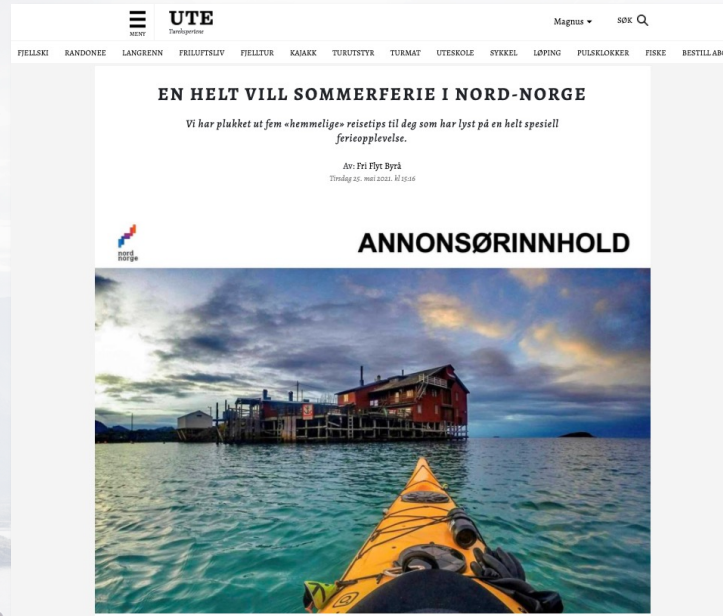 MENY
UTE
Turekspertene
Magnus
SØK
FJELLSKI RANDONEE LANGRENN FRILUFTSLIV FJELLTUR KAJAKK TURUTSTYR TURMAT UTESKOLE SYKKEL LØPING PULSKLOKKER FISKE BESTILL ABO
EN HELT VILL SOMMERFERIE I NORD-NORGE
Vi har plukket ut fem «hemmelige» reisetips til deg som har lyst på en helt spesiell
ferieopplevelse.
Av: Fri Flyt Byrå
Tirsdag 25. mai 2021. kl 15:16
nord
norge
ANNONSØRINNHOLD